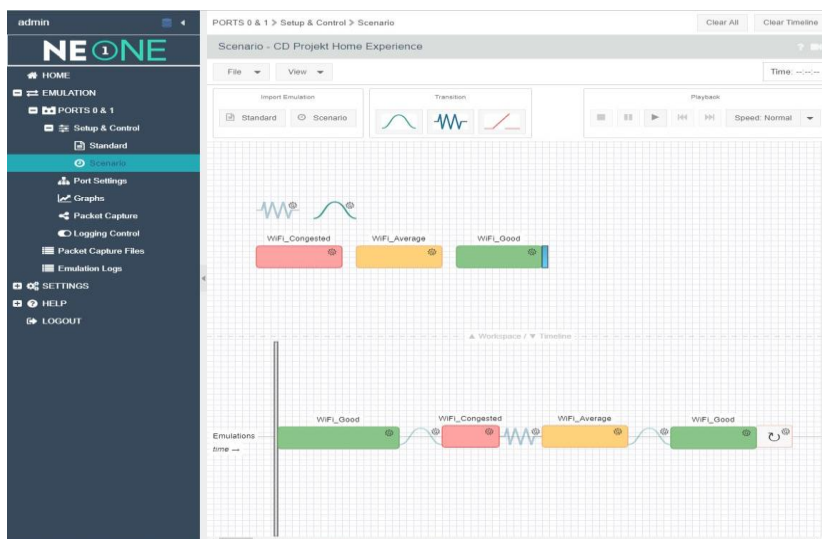 admin
NE1NE
HOME
EMULATION
PORTS 0 & 1
Setup & Control
Standard
Scenario
Port Settings
Graphs
Packet Capture
Logging Control
Packet Capture Files
Emulation Logs
SETTINGS
HELP
LOGOUT
PORTS 0 & 1 > Setup & Control > Scenario
Clear All
Clear Timeline
Scenario - CD Projekt Home Experience
File
View
Time: --:--:--
Import Emulation
Standard
Scenario
Transition
Playback
Speed: Normal
WiFi_Congested
WiFi_Average
WiFi_Good
▲ Workspace / ▼ Timeline
WiFi_Good
WiFi_Congested
WiFi_Average
WiFi_Good
Emulations
time